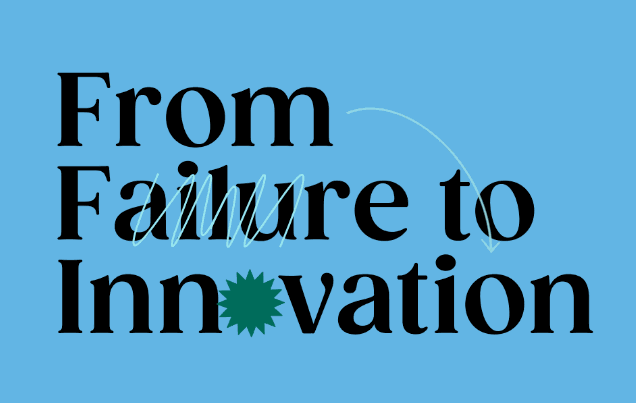 From
Failure to
Innovation